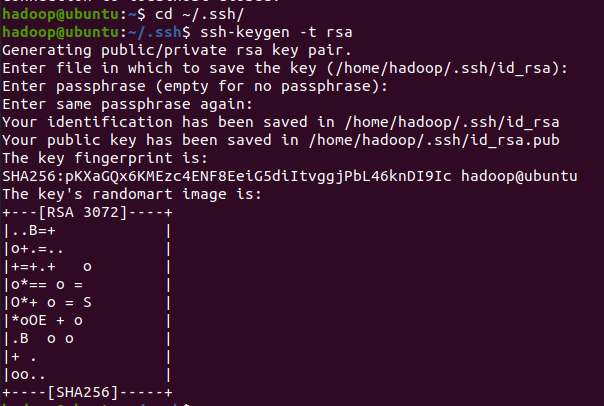 hadoop@ubuntu:~$ cd ~/.ssh/
hadoop@ubuntu:~/.ssh$ ssh-keygen -t rsa
Generating public/private rsa key pair.
Enter file in which to save the key (/home/hadoop/.ssh/id_rsa):
Enter passphrase (empty for no passphrase):
Enter same passphrase again:
Your identification has been saved in /home/hadoop/.ssh/id_rsa
Your public key has been saved in /home/hadoop/.ssh/id_rsa.pub
The key fingerprint is:
SHA256:pKXaGQx6KMEzc4ENF8EeiG5diItvggjPbL46knDI9Ic hadoop@ubuntu
The key's randomart image is:
+---[RSA 3072]----+
|..B=+            |
|o+.=..           |
|+=+.+   o        |
|o*== o =         |
|O*+ o = S        |
|*oOE + o         |
|.B  o o          |
|+ .              |
|oo..             |
+----[SHA256]-----+